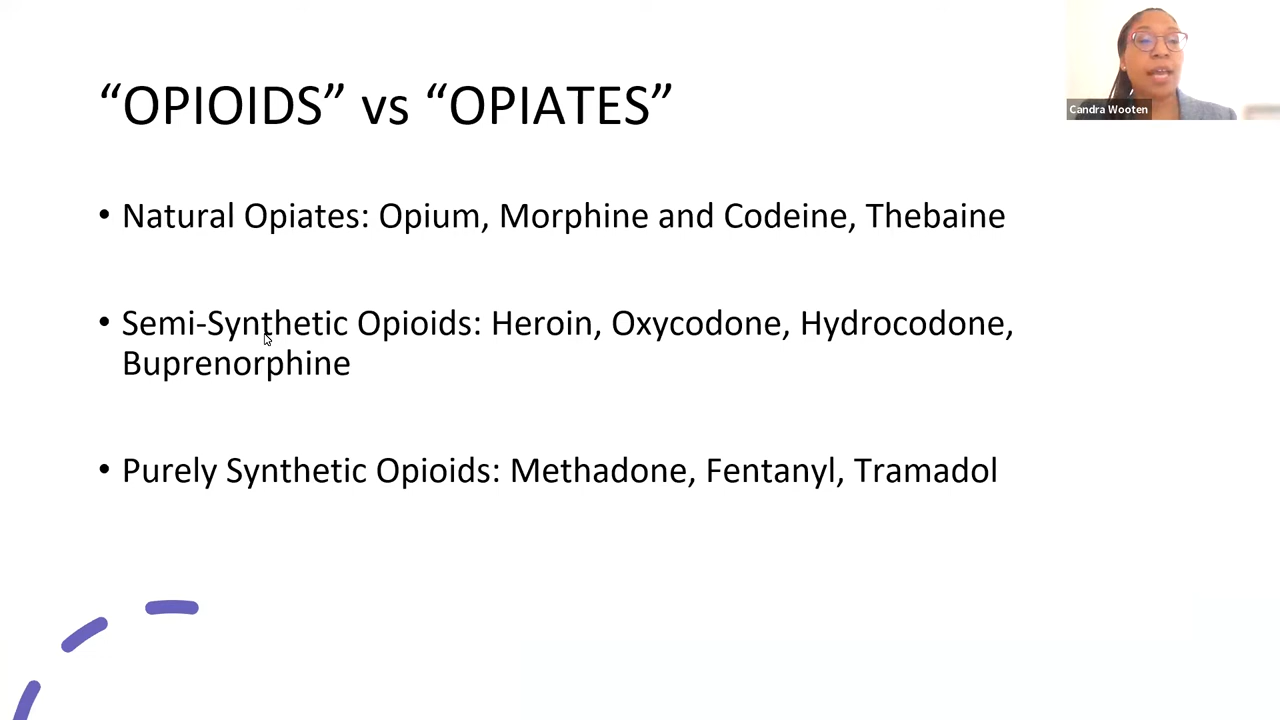 “OPIOIDS” vs “OPIATES”
Candra Wooten
• Natural Opiates: Opium, Morphine and Codeine, Thebaine
• Semi-Synthetic Opioids: Heroin, Oxycodone, Hydrocodone,
Buprenorphine
• Purely Synthetic Opioids: Methadone, Fentanyl, Tramadol